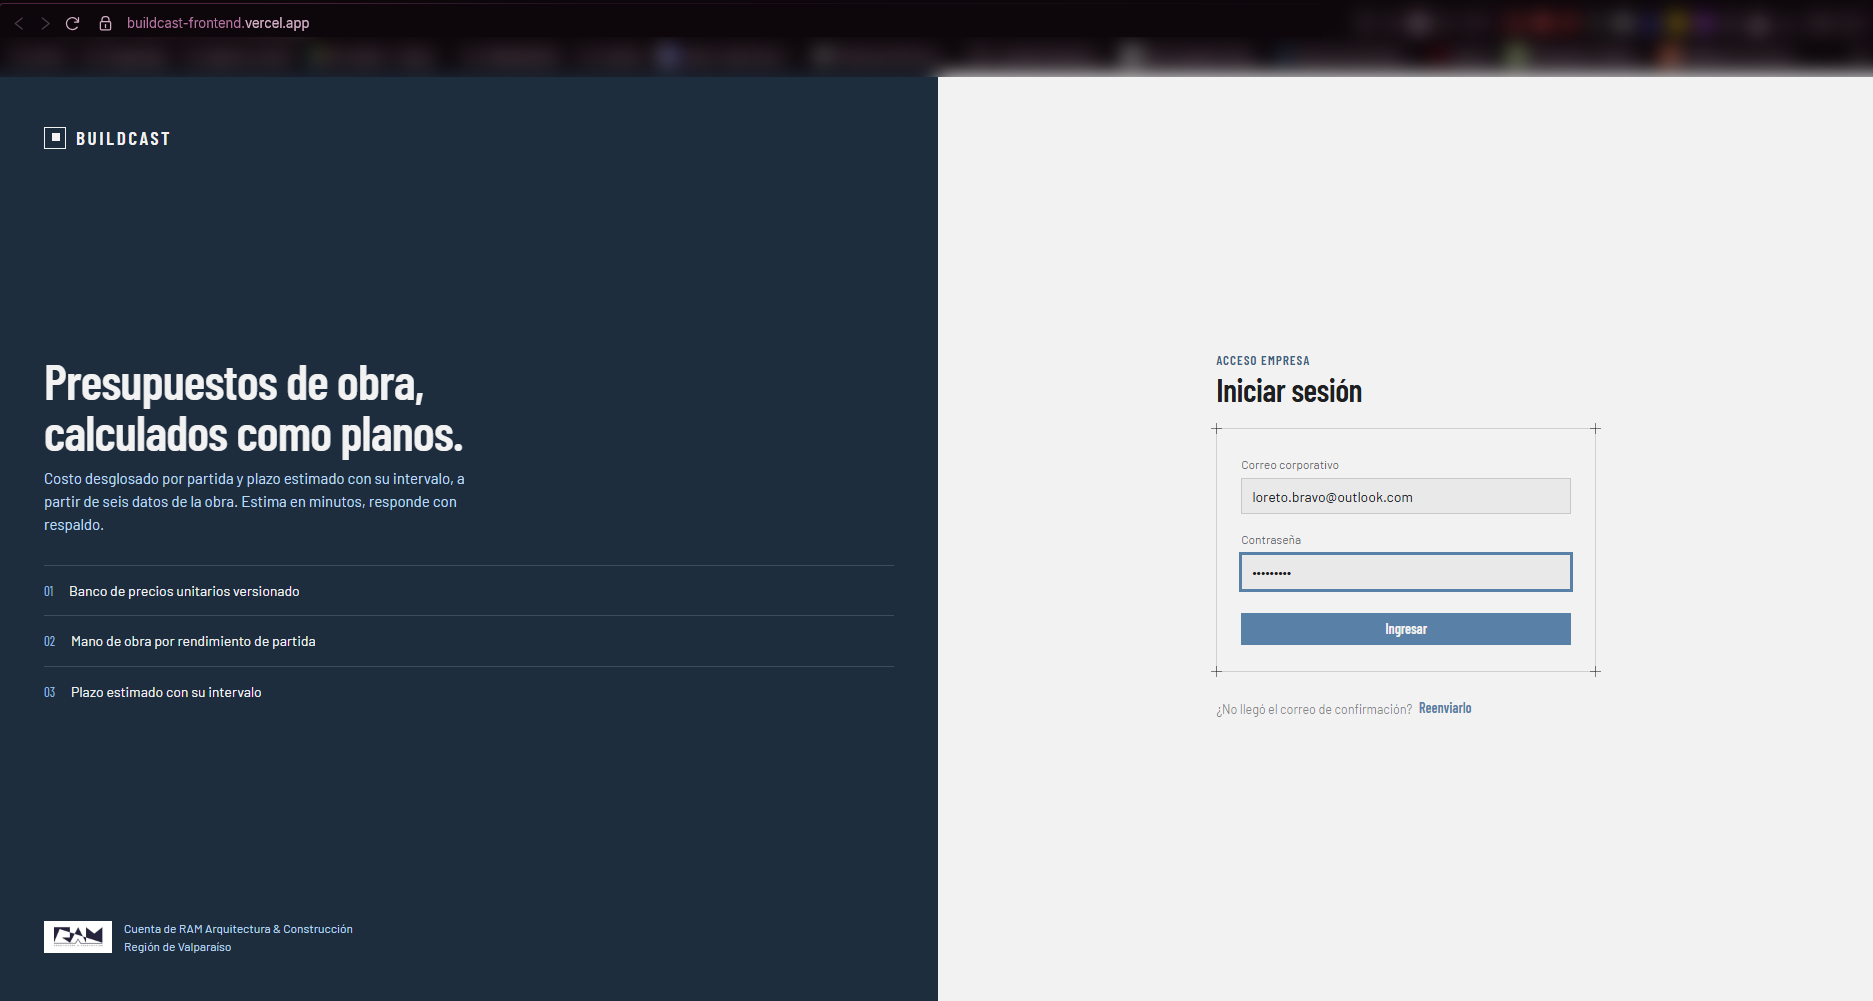 buildcast-frontend.vercel.app
BUILDCAST
Presupuestos de obra,
calculados como planos.
Costo desglosado por partida y plazo estimado con su intervalo, a
partir de seis datos de la obra. Estima en minutos, responde con
respaldo.
01 Banco de precios unitarios versionado
02 Mano de obra por rendimiento de partida
03 Plazo estimado con su intervalo
RAM
Cuenta de RAM Arquitectura & Construcción
Región de Valparaíso
ACCESO EMPRESA
Iniciar sesión
Correo corporativo
loreto.bravo@outlook.com
Contraseña
•••••••••
Ingresar
¿No llegó el correo de confirmación? Reenviarlo